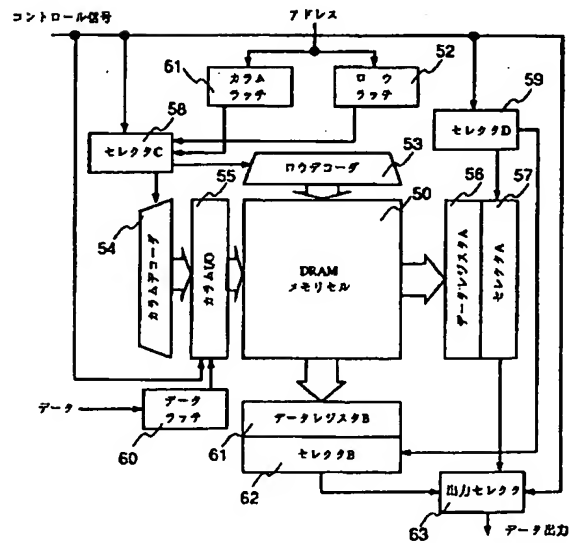 コントロール信号
アドレス
61
カラム
ラッチ
ロウ
ラッチ
52
59
58
セレクタC
セレクタD
ロウデコーダ
53
54
カラムデコーダ
55
カラムI/O
50
DRAM
メモリセル
56
57
データレジスタA
セレクタA
データ
データ
ラッチ
60
データレジスタB
61
セレクタB
62
出力セレクタ
63
データ出力